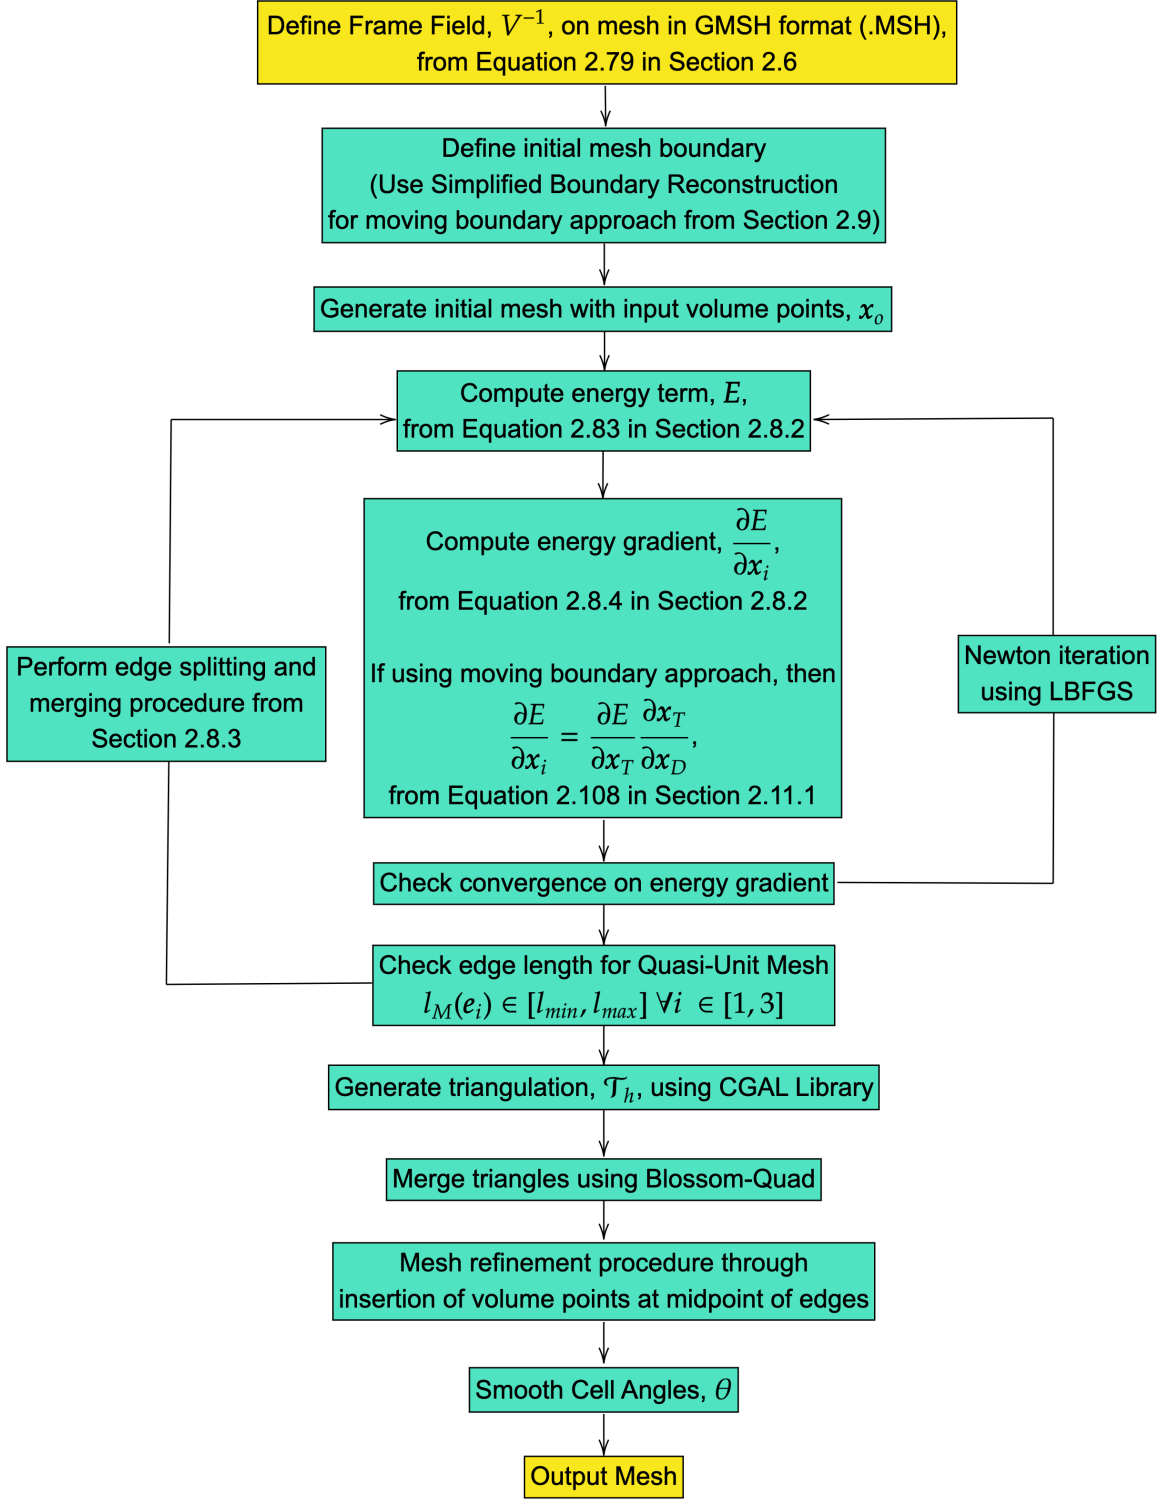 Define Frame Field, V⁻¹, on mesh in GMSH format (.MSH),
from Equation 2.79 in Section 2.6
Define initial mesh boundary
(Use Simplified Boundary Reconstruction
for moving boundary approach from Section 2.9)
Generate initial mesh with input volume points, xₒ
Compute energy term, E,
from Equation 2.83 in Section 2.8.2
Compute energy gradient, ∂E/∂xᵢ,
from Equation 2.8.4 in Section 2.8.2
If using moving boundary approach, then
∂E/∂xᵢ = ∂E/∂x_T ∂x_T/∂x_D,
from Equation 2.108 in Section 2.11.1
Perform edge splitting and
merging procedure from
Section 2.8.3
Newton iteration
using LBFGS
Check convergence on energy gradient
Check edge length for Quasi-Unit Mesh
l_M(eᵢ) ∈ [l_min, l_max] ∀i ∈ [1, 3]
Generate triangulation, 𝒯_h, using CGAL Library
Merge triangles using Blossom-Quad
Mesh refinement procedure through
insertion of volume points at midpoint of edges
Smooth Cell Angles, θ
Output Mesh